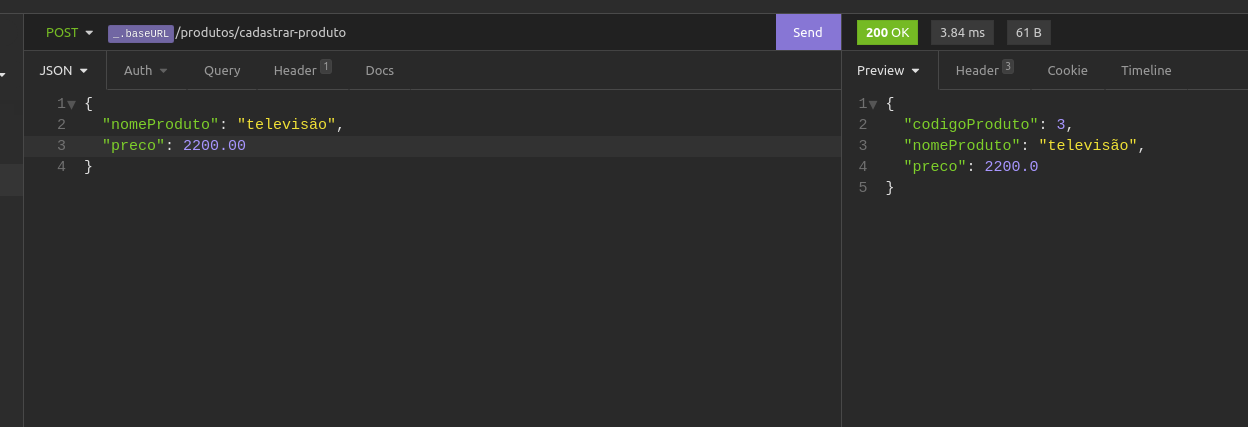 POST _.baseURL/produtos/cadastrar-produto Send 200 OK 3.84 ms 61 B
JSON Auth Query Header 1 Docs
1 {
2 "nomeProduto": "televisão",
3 "preco": 2200.00
4 }
Preview Header 3 Cookie Timeline
1 {
2 "codigoProduto": 3,
3 "nomeProduto": "televisão",
4 "preco": 2200.0
5 }